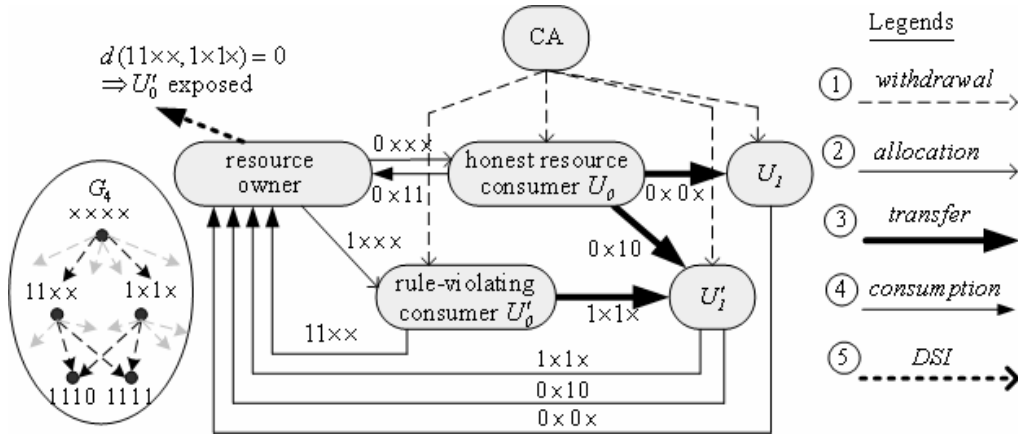 CA
Legends
d(11××, 1×1×) = 0
⇒ U′₀ exposed
① withdrawal
② allocation
③ transfer
④ consumption
⑤ DSI
resource
owner
0×××
0×11
honest resource
consumer U₀
0×0×
U₁
G₄
××××
11×× 1×1×
1110 1111
1×××
0×10
rule-violating
consumer U′₀
1×1×
U′₁
11××
1×1×
0×10
0×0×